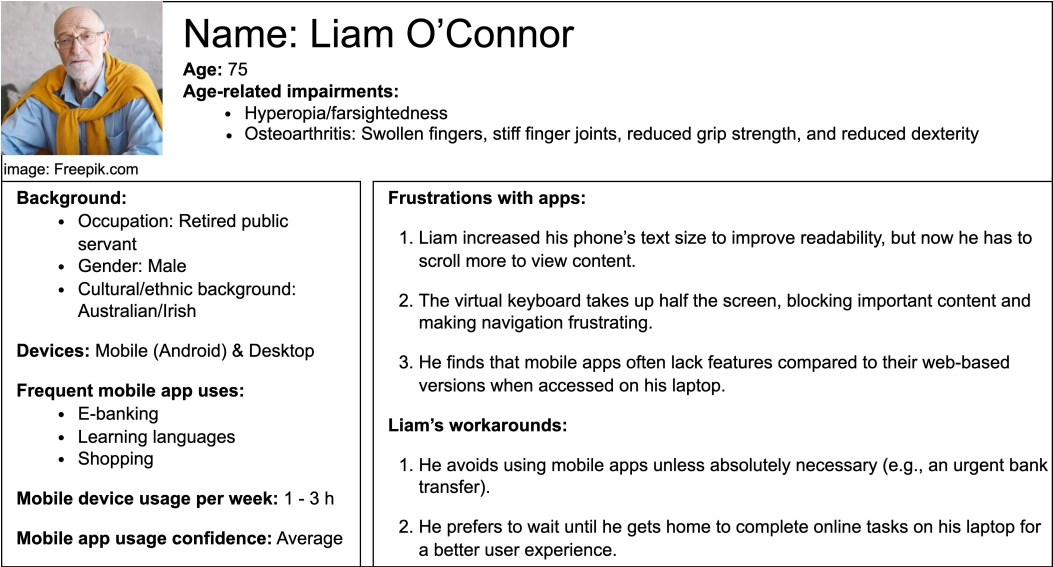 Name: Liam O’Connor
Age: 75
Age-related impairments:
• Hyperopia/farsightedness
• Osteoarthritis: Swollen fingers, stiff finger joints, reduced grip strength, and reduced dexterity
image: Freepik.com
Background:
• Occupation: Retired public
servant
• Gender: Male
• Cultural/ethnic background:
Australian/Irish
Devices: Mobile (Android) & Desktop
Frequent mobile app uses:
• E-banking
• Learning languages
• Shopping
Mobile device usage per week: 1 - 3 h
Mobile app usage confidence: Average
Frustrations with apps:
1. Liam increased his phone’s text size to improve readability, but now he has to
scroll more to view content.
2. The virtual keyboard takes up half the screen, blocking important content and
making navigation frustrating.
3. He finds that mobile apps often lack features compared to their web-based
versions when accessed on his laptop.
Liam’s workarounds:
1. He avoids using mobile apps unless absolutely necessary (e.g., an urgent bank
transfer).
2. He prefers to wait until he gets home to complete online tasks on his laptop for
a better user experience.